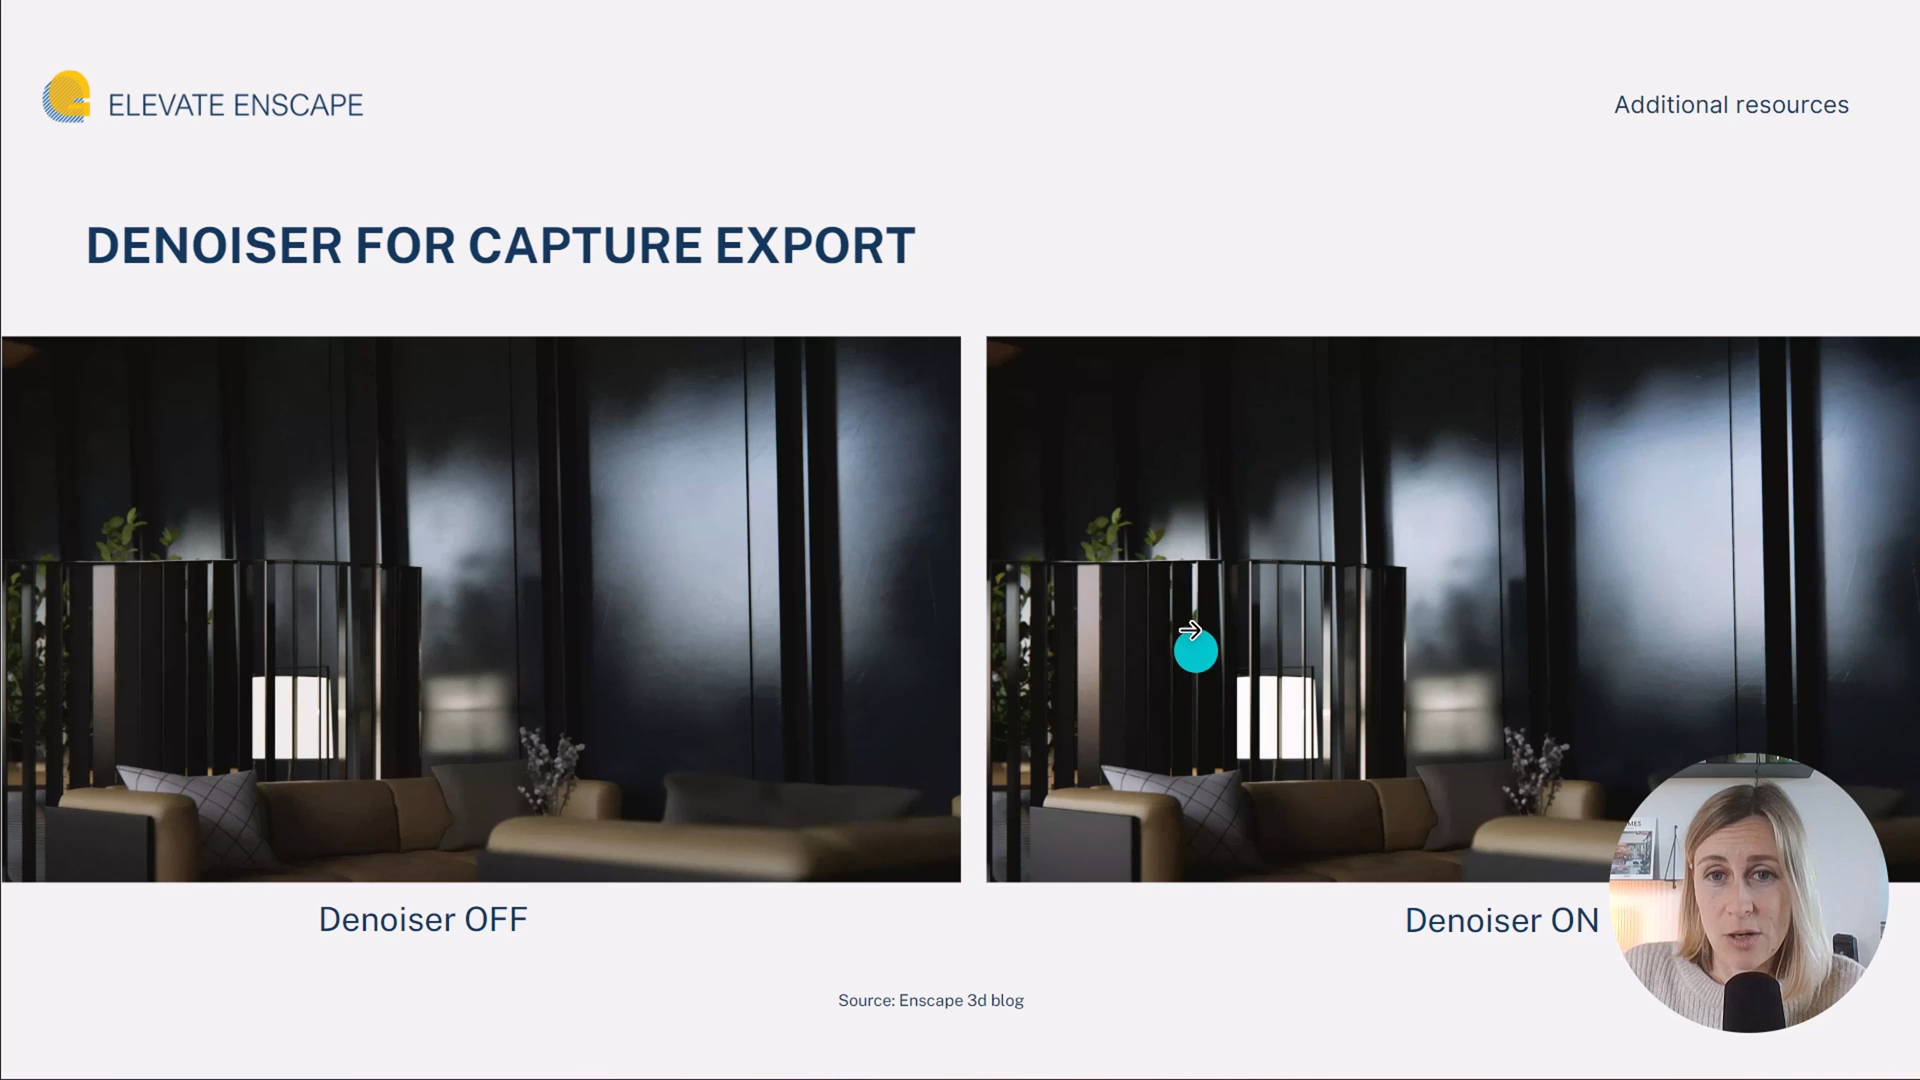 ELEVATE ENSCAPE
Additional resources
DENOISER FOR CAPTURE EXPORT
Denoiser OFF
Denoiser ON
Source: Enscape 3d blog